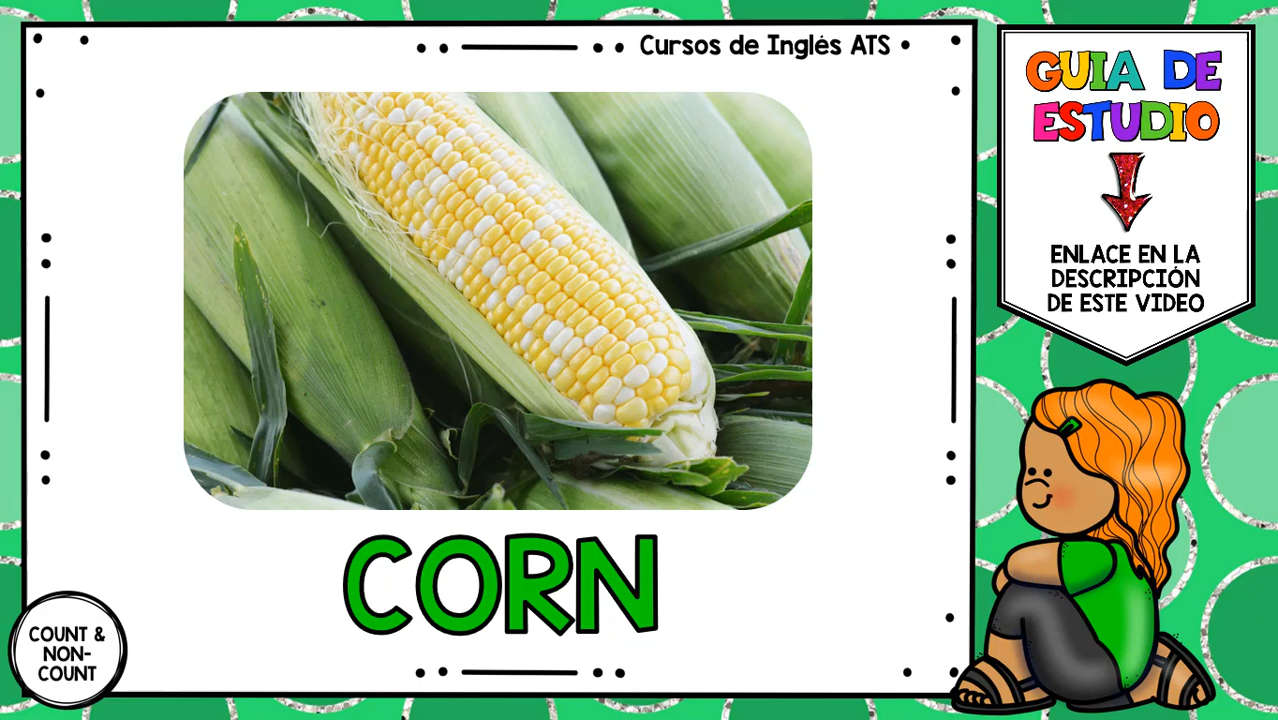 Cursos de Inglés ATS
GUIA DE
ESTUDIO
ENLACE EN LA
DESCRIPCIÓN
DE ESTE VIDEO
CORN
COUNT &
NON-
COUNT